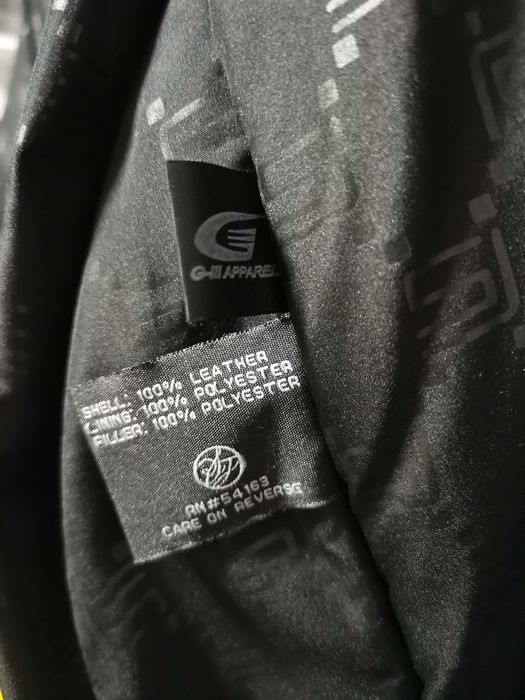 G-III APPAREL
SHELL: 100% LEATHER
LINING: 100% POLYESTER
FILLER: 100% POLYESTER
RN#54163
CARE ON REVERSE